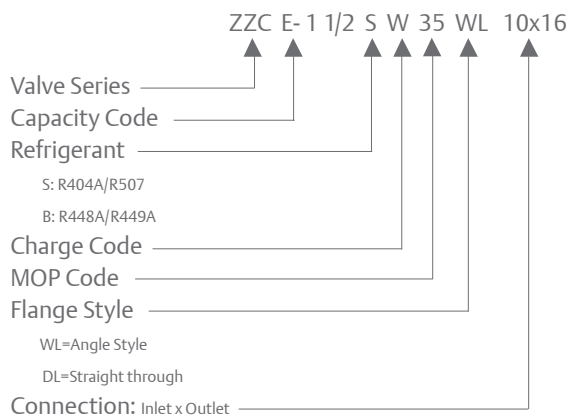 ZZC E- 1 1/2 S W 35 WL 10x16
Valve Series
Capacity Code
Refrigerant
S: R404A/R507
B: R448A/R449A
Charge Code
MOP Code
Flange Style
WL=Angle Style
DL=Straight through
Connection: Inlet x Outlet